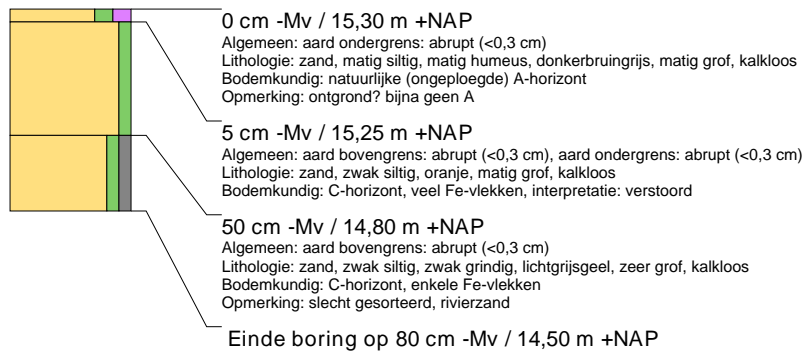 0 cm -Mv / 15,30 m +NAP
Algemeen: aard ondergrens: abrupt (<0,3 cm)
Lithologie: zand, matig siltig, matig humeus, donkerbruingrijs, matig grof, kalkloos
Bodemkundig: natuurlijke (ongeploegde) A-horizont
Opmerking: ontgrond? bijna geen A
5 cm -Mv / 15,25 m +NAP
Algemeen: aard bovengrens: abrupt (<0,3 cm), aard ondergrens: abrupt (<0,3 cm)
Lithologie: zand, zwak siltig, oranje, matig grof, kalkloos
Bodemkundig: C-horizont, veel Fe-vlekken, interpretatie: verstoord
50 cm -Mv / 14,80 m +NAP
Algemeen: aard bovengrens: abrupt (<0,3 cm)
Lithologie: zand, zwak siltig, zwak grindig, lichtgrijsgeel, zeer grof, kalkloos
Bodemkundig: C-horizont, enkele Fe-vlekken
Opmerking: slecht gesorteerd, rivierzand
Einde boring op 80 cm -Mv / 14,50 m +NAP